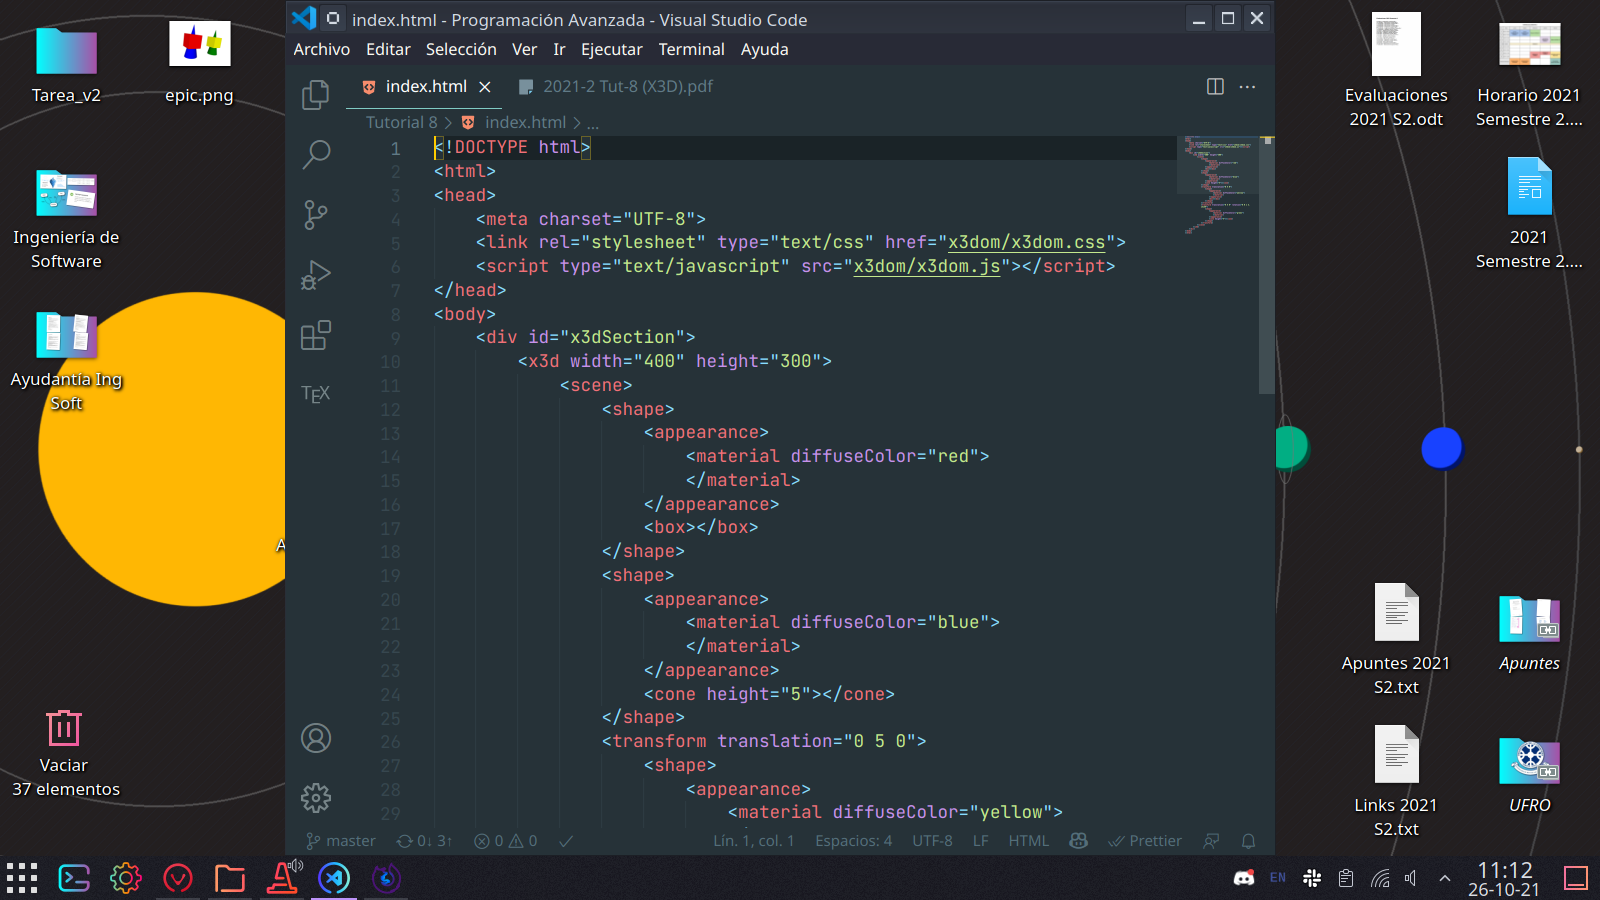 Tarea_v2
epic.png
Ingeniería de
Software
Ayudantía Ing
Soft
A
Vaciar
37 elementos
index.html - Programación Avanzada - Visual Studio Code
Archivo Editar Selección Ver Ir Ejecutar Terminal Ayuda
index.html
2021-2 Tut-8 (X3D).pdf
Tutorial 8 > index.html > ...
TEX
1 <!DOCTYPE html>
2 <html>
3 <head>
4 <meta charset="UTF-8">
5 <link rel="stylesheet" type="text/css" href="x3dom/x3dom.css">
6 <script type="text/javascript" src="x3dom/x3dom.js"></script>
7 </head>
8 <body>
9 <div id="x3dSection">
10 <x3d width="400" height="300">
11 <scene>
12 <shape>
13 <appearance>
14 <material diffuseColor="red">
15 </material>
16 </appearance>
17 <box></box>
18 </shape>
19 <shape>
20 <appearance>
21 <material diffuseColor="blue">
22 </material>
23 </appearance>
24 <cone height="5"></cone>
25 </shape>
26 <transform translation="0 5 0">
27 <shape>
28 <appearance>
29 <material diffuseColor="yellow">
master 0↓ 3↑ 0 0 Lín. 1, col. 1 Espacios: 4 UTF-8 LF HTML Prettier
Evaluaciones
2021 S2.odt
Horario 2021
Semestre 2....
2021
Semestre 2....
Apuntes 2021
S2.txt
Apuntes
Links 2021
S2.txt
UFRO
EN
11:12
26-10-21